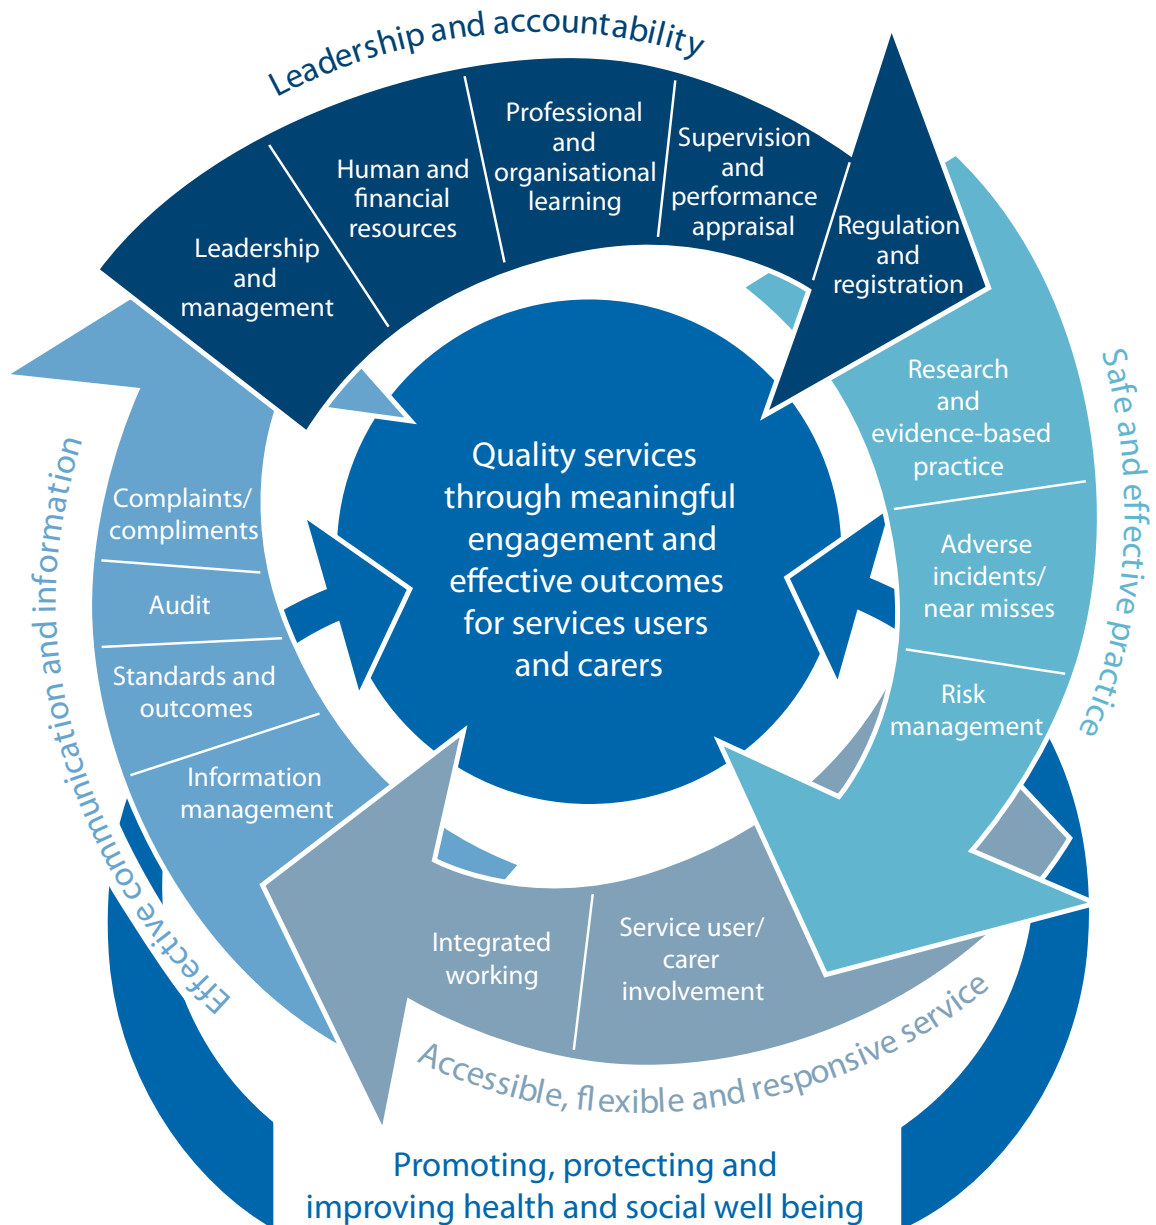 Leadership and accountability
Leadership
and
management
Human and
financial
resources
Professional
and
organisational
learning
Supervision
and
performance
appraisal
Regulation
and
registration
Safe and effective practice
Research
and
evidence-based
practice
Adverse
incidents/
near misses
Risk
management
Accessible, flexible and responsive service
Service user/
carer
involvement
Integrated
working
Effective communication and information
Information
management
Standards and
outcomes
Audit
Complaints/
compliments
Quality services
through meaningful
engagement and
effective outcomes
for services users
and carers
Promoting, protecting and
improving health and social well being